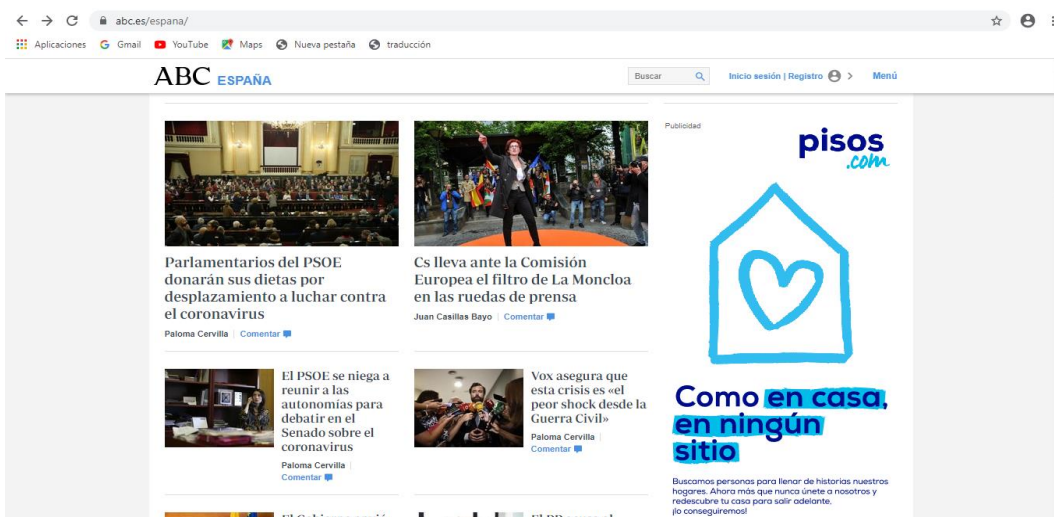 abc.es/espana/
Aplicaciones
Gmail
YouTube
Maps
Nueva pestaña
traducción
ABC ESPAÑA
Buscar
Inicio sesión | Registro
Menú
Parlamentarios del PSOE
donarán sus dietas por
desplazamiento a luchar contra
el coronavirus
Paloma Cervilla | Comentar
Cs lleva ante la Comisión
Europea el filtro de La Moncloa
en las ruedas de prensa
Juan Casillas Bayo | Comentar
El PSOE se niega a
reunir a las
autonomías para
debatir en el
Senado sobre el
coronavirus
Paloma Cervilla |
Comentar
Vox asegura que
esta crisis es «el
peor shock desde la
Guerra Civil»
Paloma Cervilla |
Comentar
Publicidad
pisos
.com
Como en casa,
en ningún
sitio
Buscamos personas para llenar de historias nuestros
hogares. Ahora más que nunca únete a nosotros y
redescubre tu casa para salir adelante,
¡lo conseguiremos!